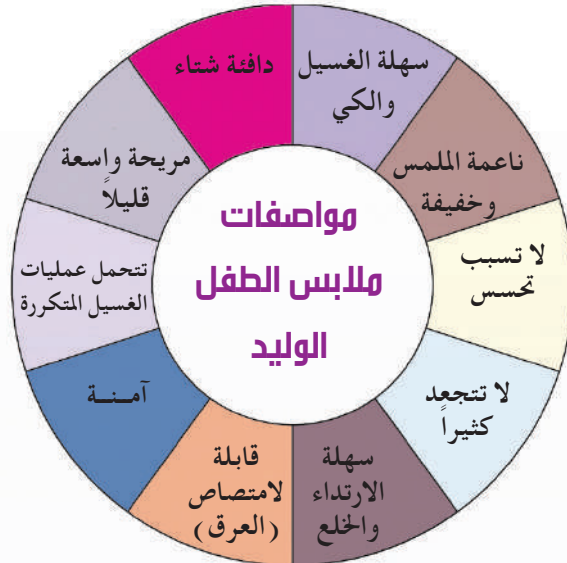 مواصفات
ملابس الطفل
الوليد
سهلة الغسيل
والكي
ناعمة الملمس
وخفيفة
لا تسبب
تحسس
لا تتجعد
كثيراً
سهلة
الارتداء
والخلع
قابلة
لامتصاص
(العرق)
آمـنـة
تتحمل عمليات
الغسيل المتكررة
مريحة واسعة
قليلاً
دافئة شتاء